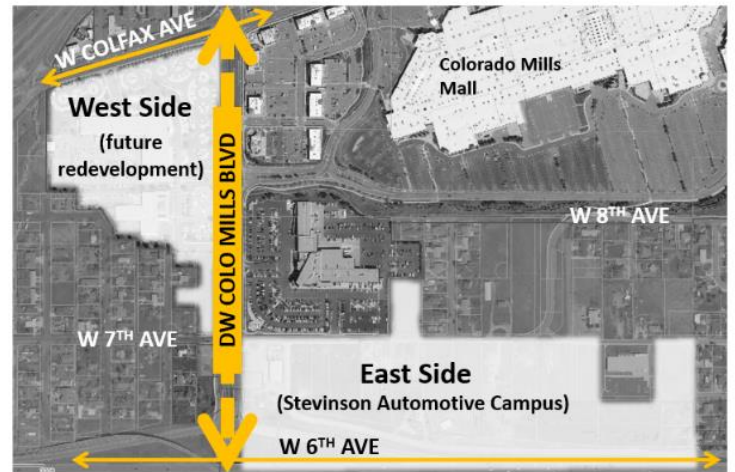 W COLFAX AVE
Colorado Mills
Mall
West Side
(future
redevelopment)
DW COLO MILLS BLVD
W 8TH AVE
W 7TH AVE
East Side
(Stevinson Automotive Campus)
W 6TH AVE